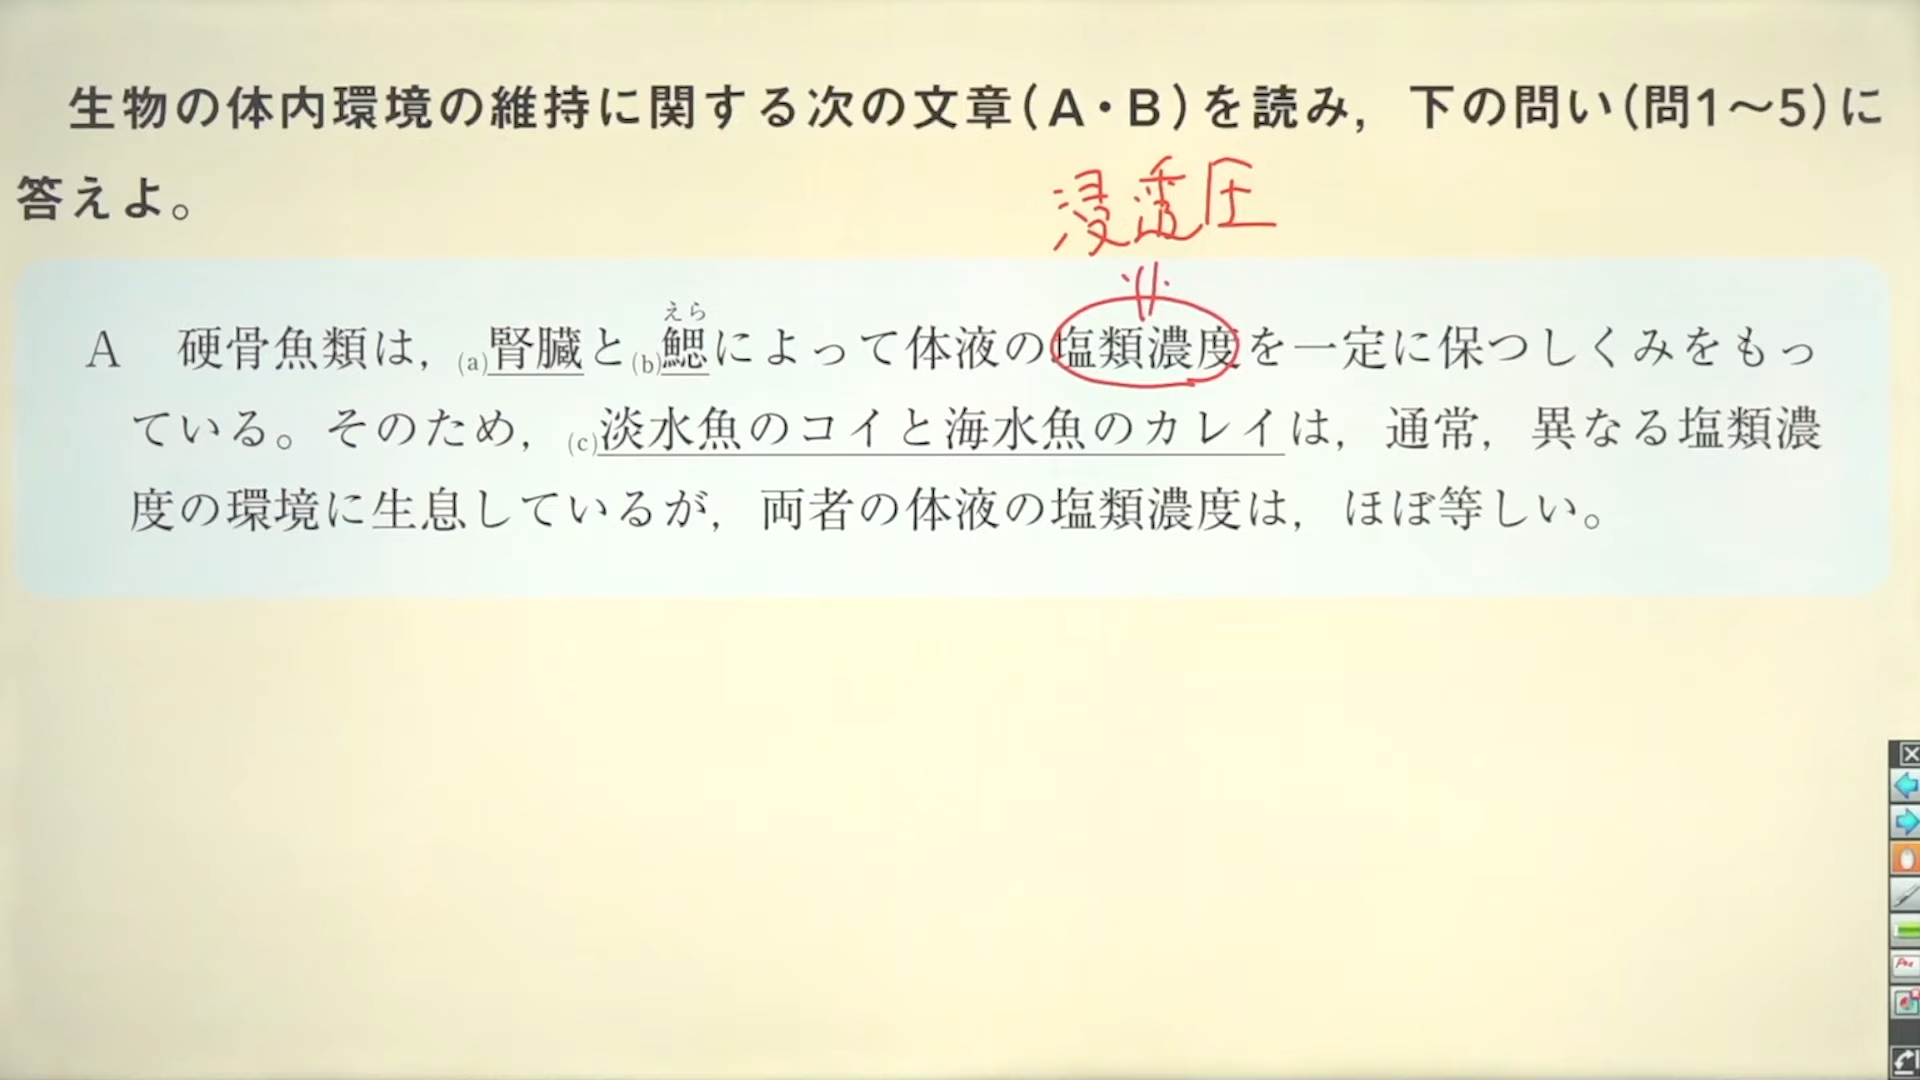 生物の体内環境の維持に関する次の文章(A・B)を読み,下の問い(問1〜5)に
答えよ。
浸透圧
えら
A 硬骨魚類は,(a)腎臓と(b)鰓によって体液の塩類濃度を一定に保つしくみをもっ
ている。そのため,(c)淡水魚のコイと海水魚のカレイは,通常,異なる塩類濃
度の環境に生息しているが,両者の体液の塩類濃度は,ほぼ等しい。